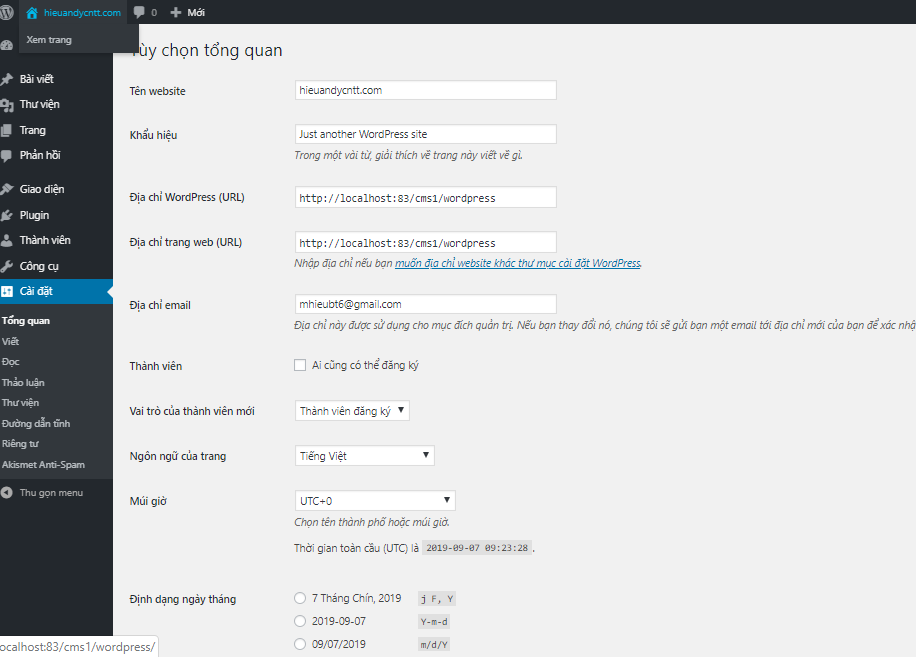 hieuandycntt.com 0 Mới
Xem trang
Tùy chọn tổng quan
Bài viết
Thư viện
Trang
Phản hồi
Giao diện
Plugin
Thành viên
Công cụ
Cài đặt
Tổng quan
Viết
Đọc
Thảo luận
Thư viện
Đường dẫn tĩnh
Riêng tư
Akismet Anti-Spam
Thu gọn menu
Tên website hieuandycntt.com
Khẩu hiệu Just another WordPress site
Trong một vài từ, giải thích về trang này viết về gì.
Địa chỉ WordPress (URL) http://localhost:83/cms1/wordpress
Địa chỉ trang web (URL) http://localhost:83/cms1/wordpress
Nhập địa chỉ nếu bạn muốn địa chỉ website khác thư mục cài đặt WordPress.
Địa chỉ email mhieubt6@gmail.com
Địa chỉ này được sử dụng cho mục đích quản trị. Nếu bạn thay đổi nó, chúng tôi sẽ gửi bạn một email tới địa chỉ mới của bạn để xác nhậ
Thành viên Ai cũng có thể đăng ký
Vai trò của thành viên mới Thành viên đăng ký
Ngôn ngữ của trang Tiếng Việt
Múi giờ UTC+0
Chọn tên thành phố hoặc múi giờ.
Thời gian toàn cầu (UTC) là 2019-09-07 09:23:28 .
Định dạng ngày tháng 7 Tháng Chín, 2019 j F, Y
2019-09-07 Y-m-d
09/07/2019 m/d/Y
ocalhost:83/cms1/wordpress/